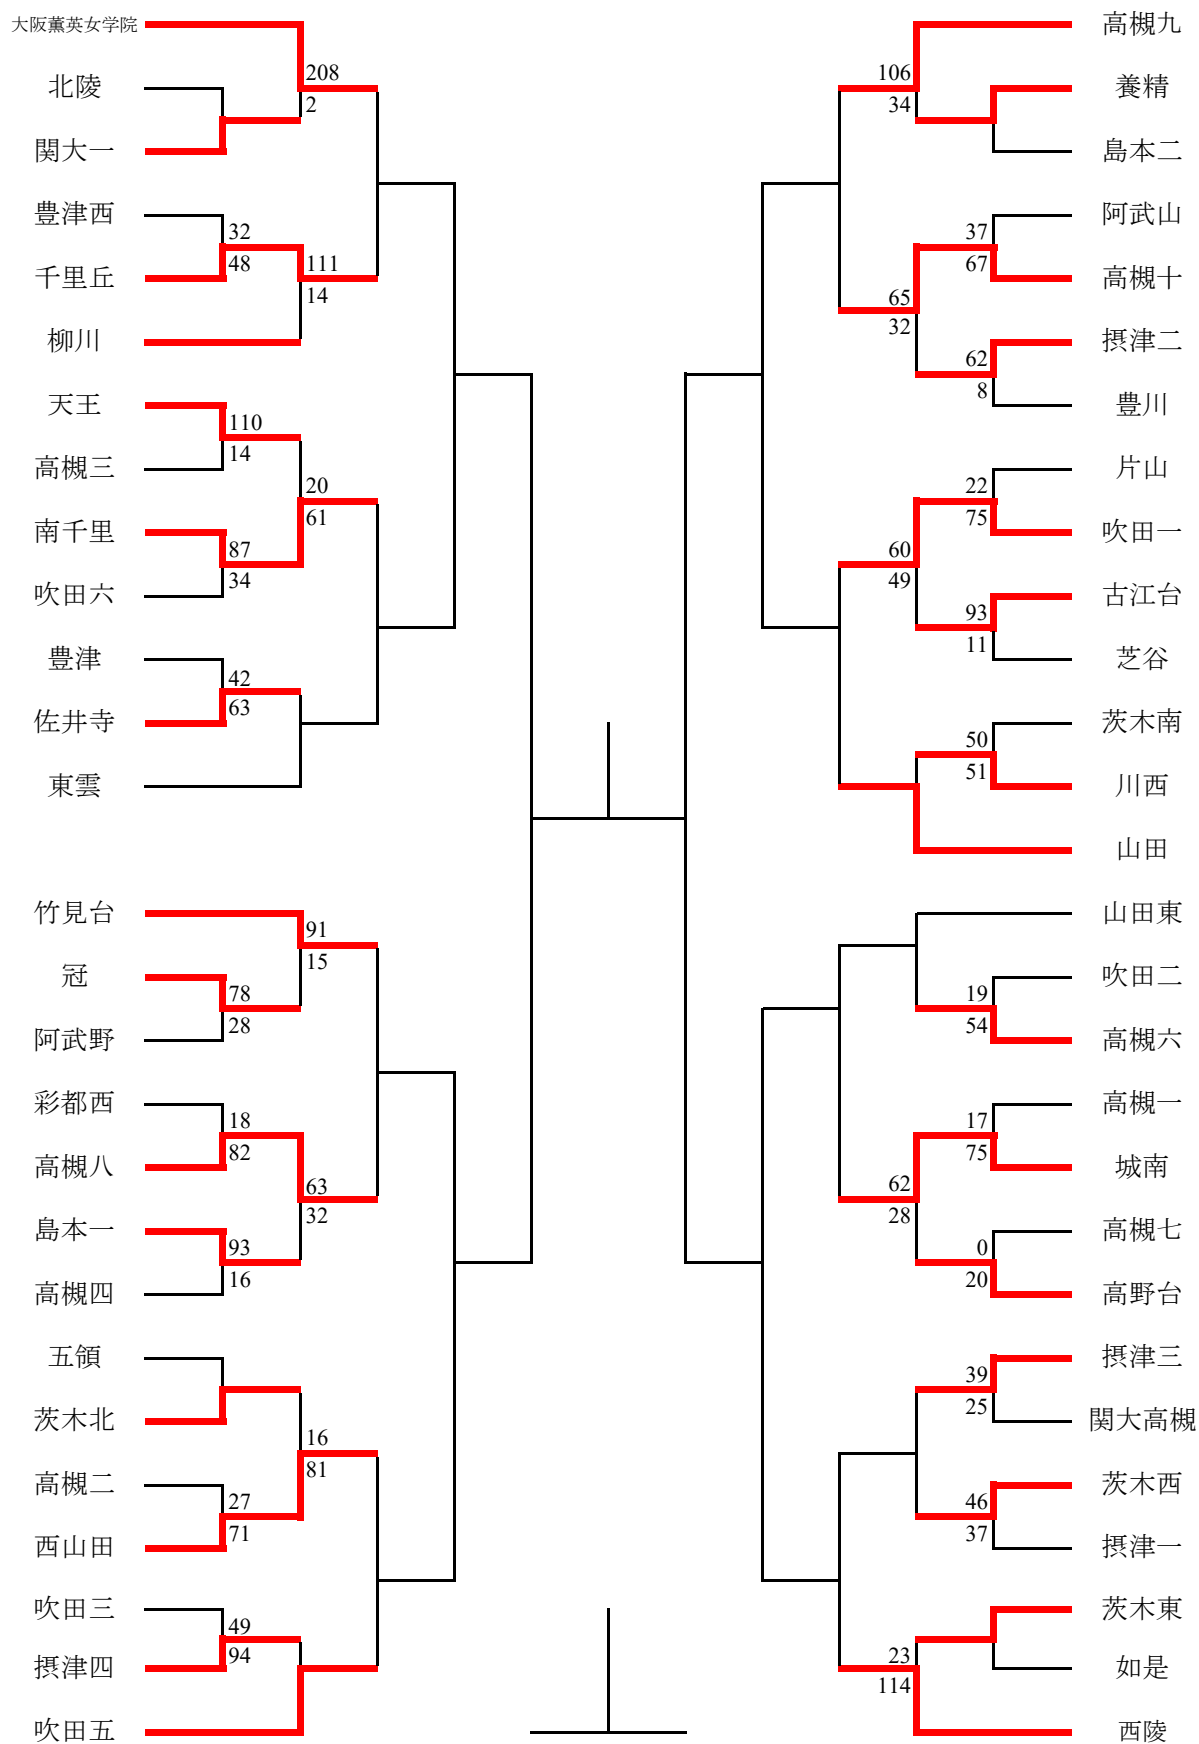 大阪薫英女学院
208
北陵
2
関大一
豊津西
32
48
千里丘
111
14
柳川
天王
110
14
高槻三
20
61
南千里
87
34
吹田六
豊津
42
63
佐井寺
東雲
竹見台
91
15
冠
78
28
阿武野
彩都西
18
82
高槻八
63
32
島本一
93
16
高槻四
五領
茨木北
16
81
高槻二
27
71
西山田
吹田三
49
94
摂津四
吹田五
高槻九
106
34
養精
島本二
阿武山
37
67
高槻十
65
32
摂津二
62
8
豊川
片山
22
75
吹田一
60
49
古江台
93
11
芝谷
茨木南
50
51
川西
山田
山田東
吹田二
19
54
高槻六
高槻一
17
75
城南
62
28
高槻七
0
20
高野台
摂津三
39
25
関大高槻
茨木西
46
37
摂津一
茨木東
23
114
如是
西陵